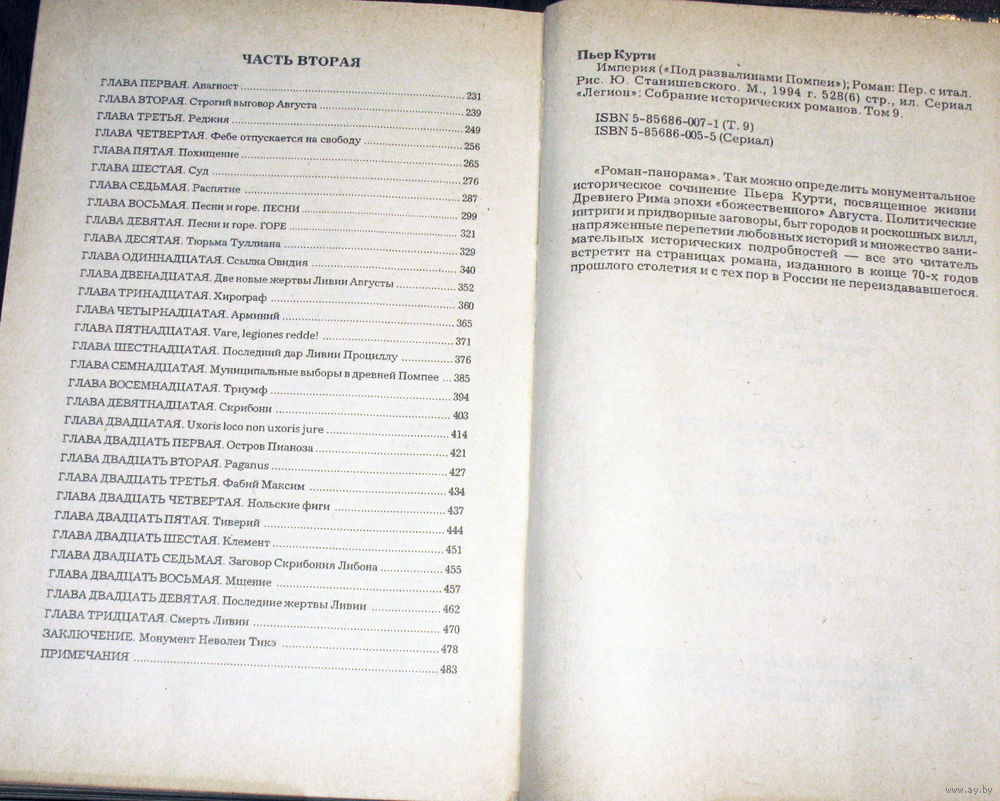 ЧАСТЬ ВТОРАЯ
ГЛАВА ПЕРВАЯ. Анагност ..... 231
ГЛАВА ВТОРАЯ. Строгий выговор Августа ..... 239
ГЛАВА ТРЕТЬЯ. Реджия ..... 249
ГЛАВА ЧЕТВЕРТАЯ. Фебе отпускается на свободу ..... 256
ГЛАВА ПЯТАЯ. Похищение ..... 265
ГЛАВА ШЕСТАЯ. Суд ..... 276
ГЛАВА СЕДЬМАЯ. Распятие ..... 287
ГЛАВА ВОСЬМАЯ. Песни и горе. ПЕСНИ ..... 299
ГЛАВА ДЕВЯТАЯ. Песни и горе. ГОРЕ ..... 321
ГЛАВА ДЕСЯТАЯ. Тюрьма Туллиана ..... 329
ГЛАВА ОДИННАДЦАТАЯ. Ссылка Овидия ..... 340
ГЛАВА ДВЕНАДЦАТАЯ. Две новые жертвы Ливии Августы ..... 352
ГЛАВА ТРИНАДЦАТАЯ. Хирограф ..... 360
ГЛАВА ЧЕТЫРНАДЦАТАЯ. Арминий ..... 365
ГЛАВА ПЯТНАДЦАТАЯ. Vare, legiones redde! ..... 371
ГЛАВА ШЕСТНАДЦАТАЯ. Последний дар Ливии Проциллу ..... 376
ГЛАВА СЕМНАДЦАТАЯ. Муниципальные выборы в древней Помпее ... 385
ГЛАВА ВОСЕМНАДЦАТАЯ. Триумф ..... 394
ГЛАВА ДЕВЯТНАДЦАТАЯ. Скрибони ..... 403
ГЛАВА ДВАДЦАТАЯ. Uxoris loco non uxoris jure ..... 414
ГЛАВА ДВАДЦАТЬ ПЕРВАЯ. Остров Пианоза ..... 421
ГЛАВА ДВАДЦАТЬ ВТОРАЯ. Paganus ..... 427
ГЛАВА ДВАДЦАТЬ ТРЕТЬЯ. Фабий Максим ..... 434
ГЛАВА ДВАДЦАТЬ ЧЕТВЕРТАЯ. Нольские фиги ..... 437
ГЛАВА ДВАДЦАТЬ ПЯТАЯ. Тиверий ..... 444
ГЛАВА ДВАДЦАТЬ ШЕСТАЯ. Клемент ..... 451
ГЛАВА ДВАДЦАТЬ СЕДЬМАЯ. Заговор Скрибония Либона ..... 455
ГЛАВА ДВАДЦАТЬ ВОСЬМАЯ. Мщение ..... 457
ГЛАВА ДВАДЦАТЬ ДЕВЯТАЯ. Последние жертвы Ливии ..... 462
ГЛАВА ТРИДЦАТАЯ. Смерть Ливии ..... 470
ЗАКЛЮЧЕНИЕ. Монумент Неволеи Тикэ ..... 478
ПРИМЕЧАНИЯ ..... 483
Пьер Курти
Империя («Под развалинами Помпеи»); Роман: Пер. с итал.
Рис. Ю. Станишевского. М., 1994 г. 528(6) стр., ил. Сериал
«Легион»: Собрание исторических романов. Том 9.
ISBN 5-85686-007-1 (Т. 9)
ISBN 5-85686-005-5 (Сериал)
«Роман-панорама». Так можно определить монументальное
историческое сочинение Пьера Курти, посвященное жизни
Древнего Рима эпохи «божественного» Августа. Политические
интриги и придворные заговоры, быт городов и роскошных вилл,
напряженные перепетии любовных историй и множество зани-
мательных исторических подробностей — все это читатель
встретит на страницах романа, изданного в конце 70-х годов
прошлого столетия и с тех пор в России не переиздававшегося.
www.ay.by